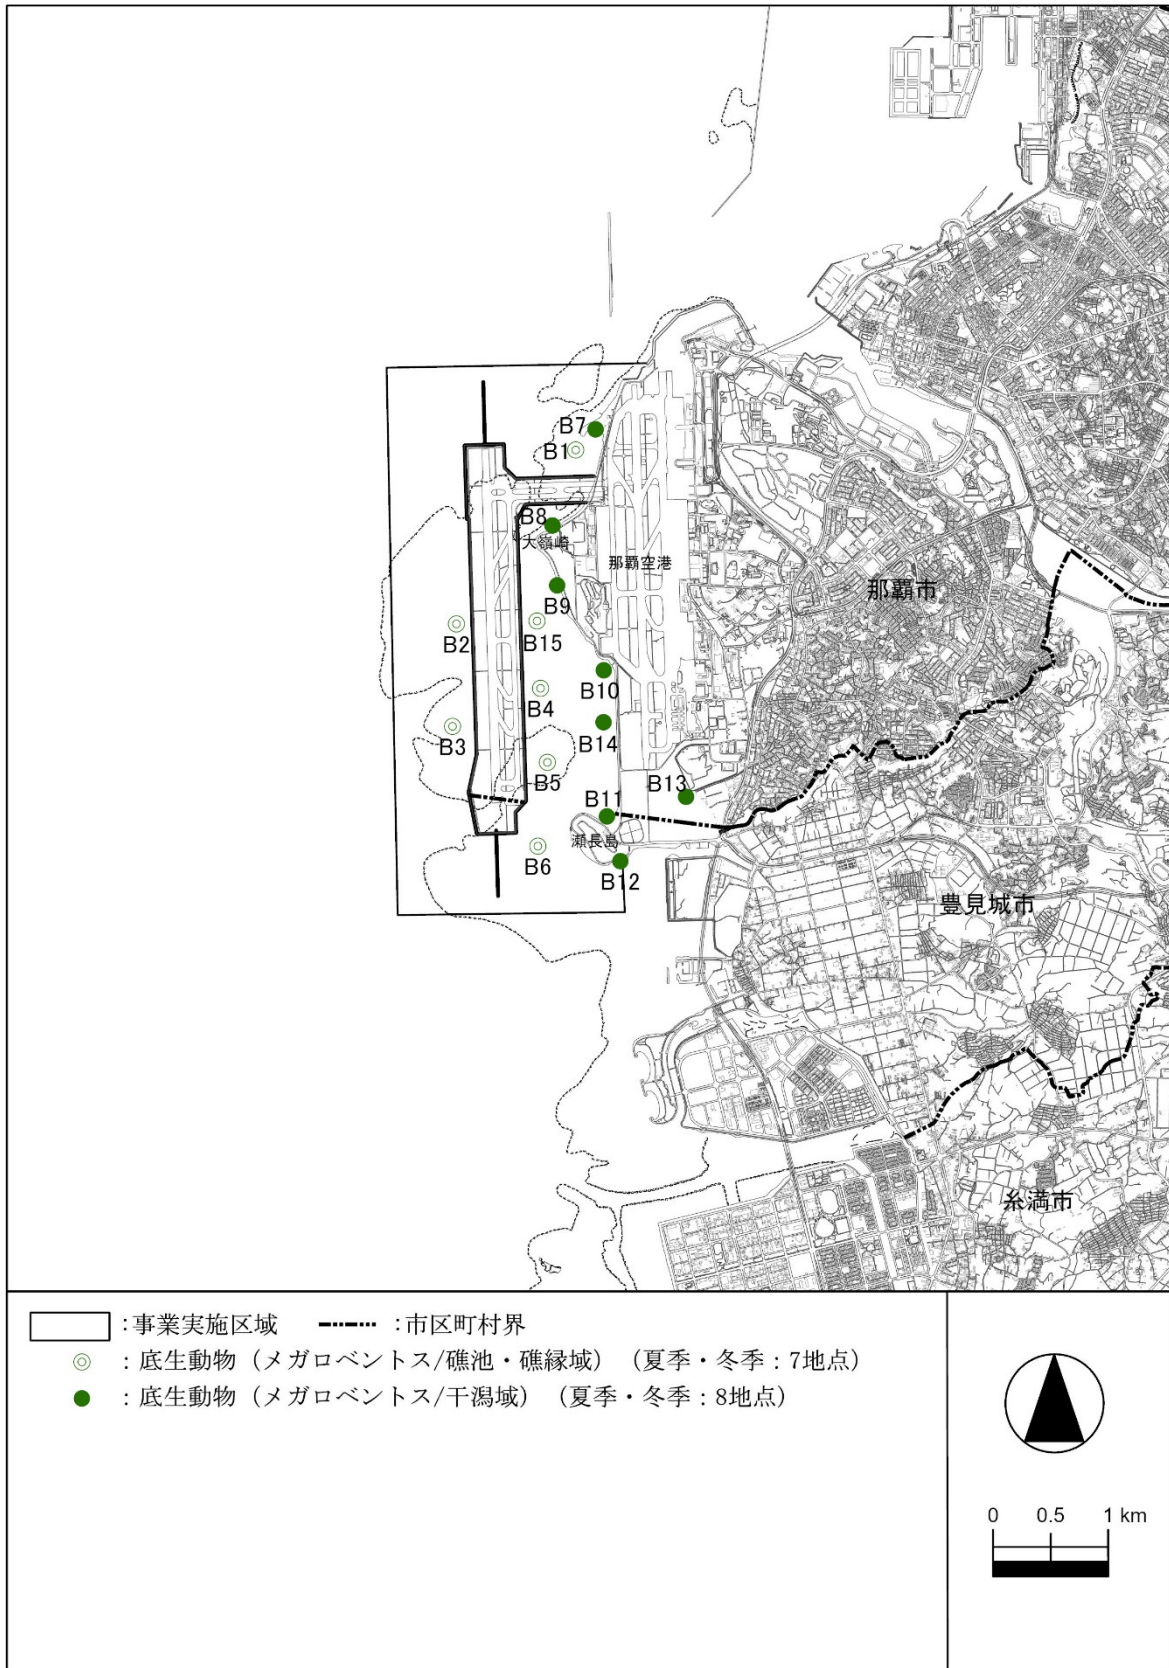 B7
B1
B8
大嶺崎
那覇空港
B9
那覇市
B2
B15
B10
B4
B3
B14
B5
B13
B11
瀬長島
B6
B12
豊見城市
糸満市
:事業実施区域 :市区町村界
:底生動物（メガロベントス/礁池・礁縁域）（夏季・冬季：7地点）
:底生動物（メガロベントス/干潟域）（夏季・冬季：8地点）
0 0.5 1 km